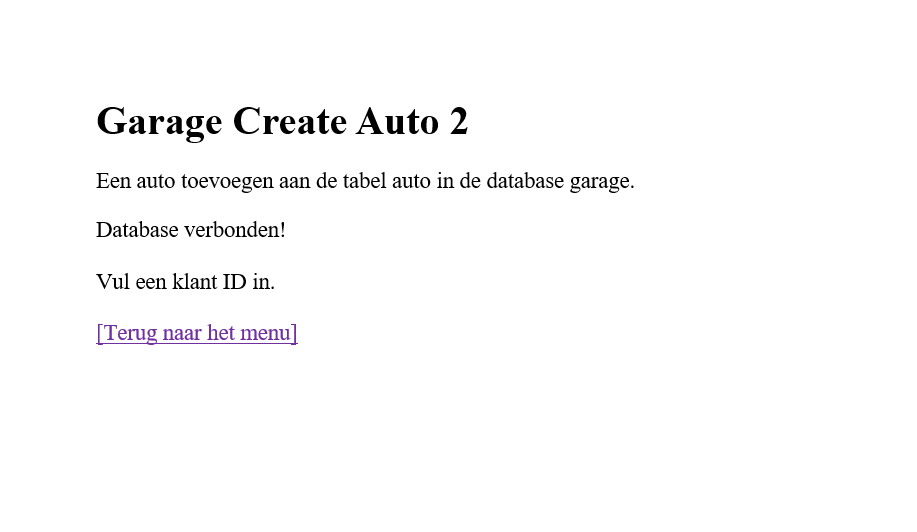 Garage Create Auto 2
Een auto toevoegen aan de tabel auto in de database garage.
Database verbonden!
Vul een klant ID in.
[Terug naar het menu]